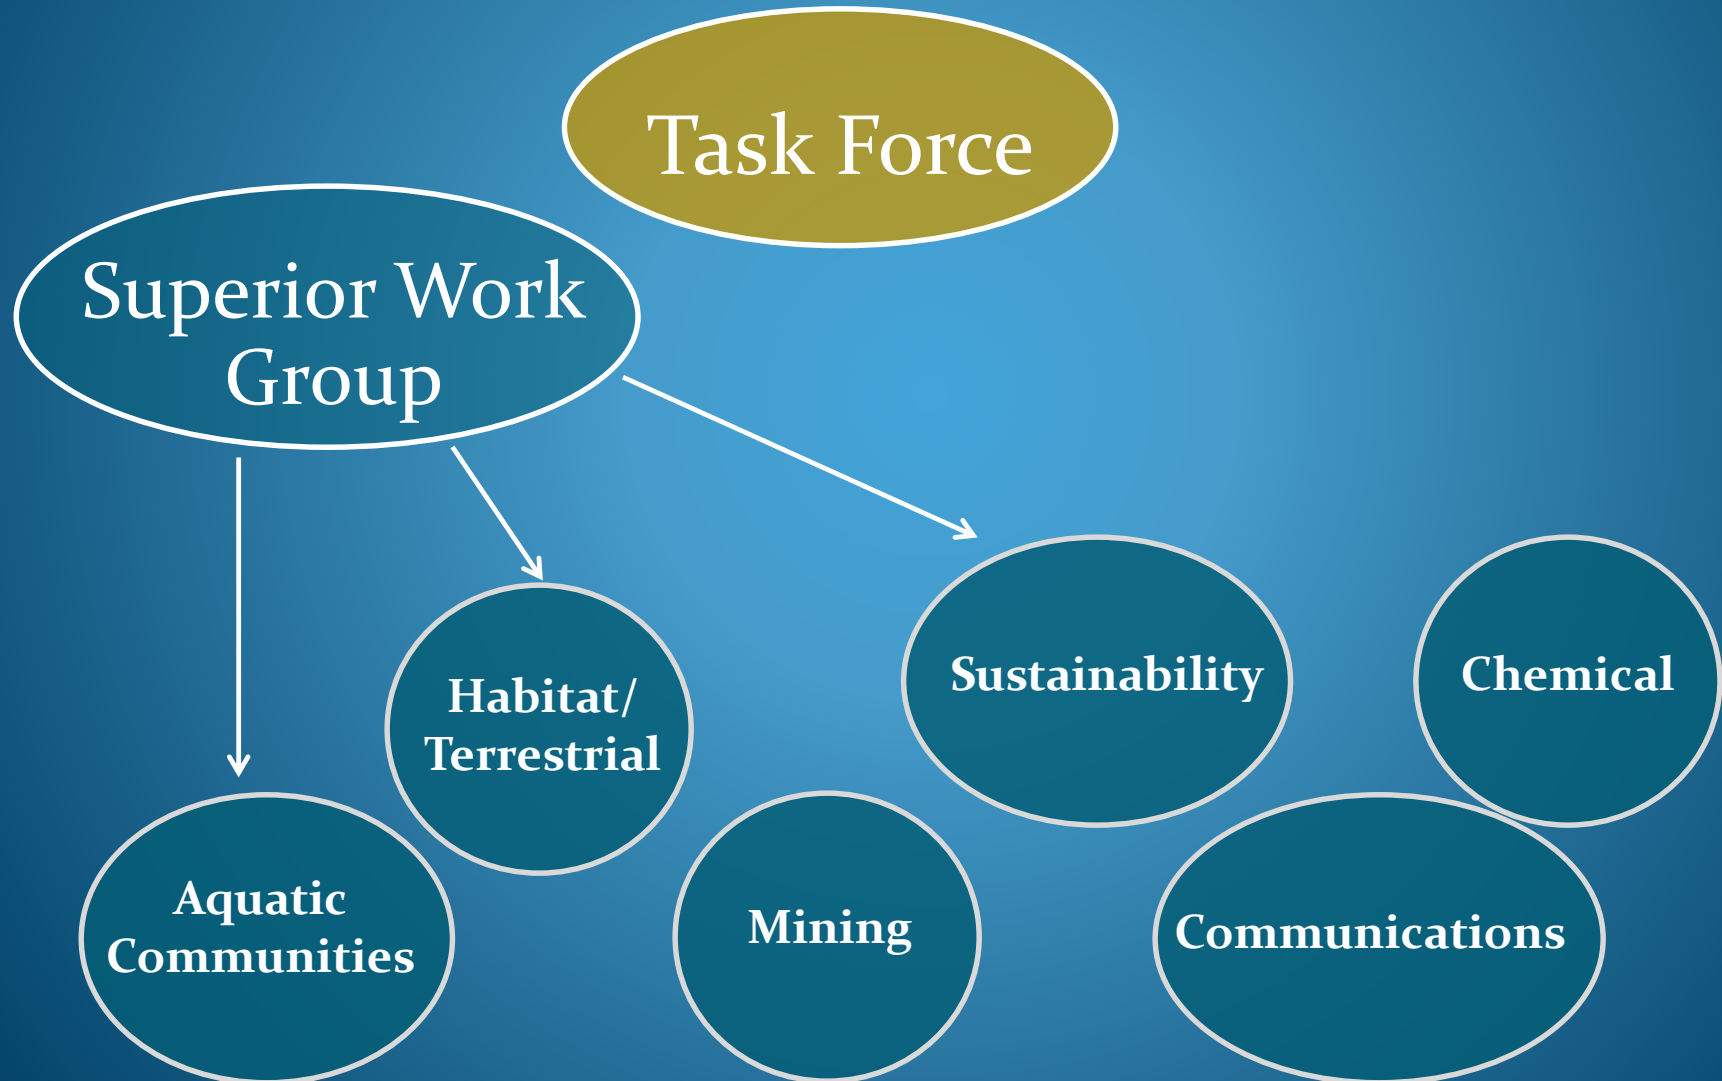 Task Force
Superior Work
Group
Habitat/
Terrestrial
Sustainability
Chemical
Aquatic
Communities
Mining
Communications